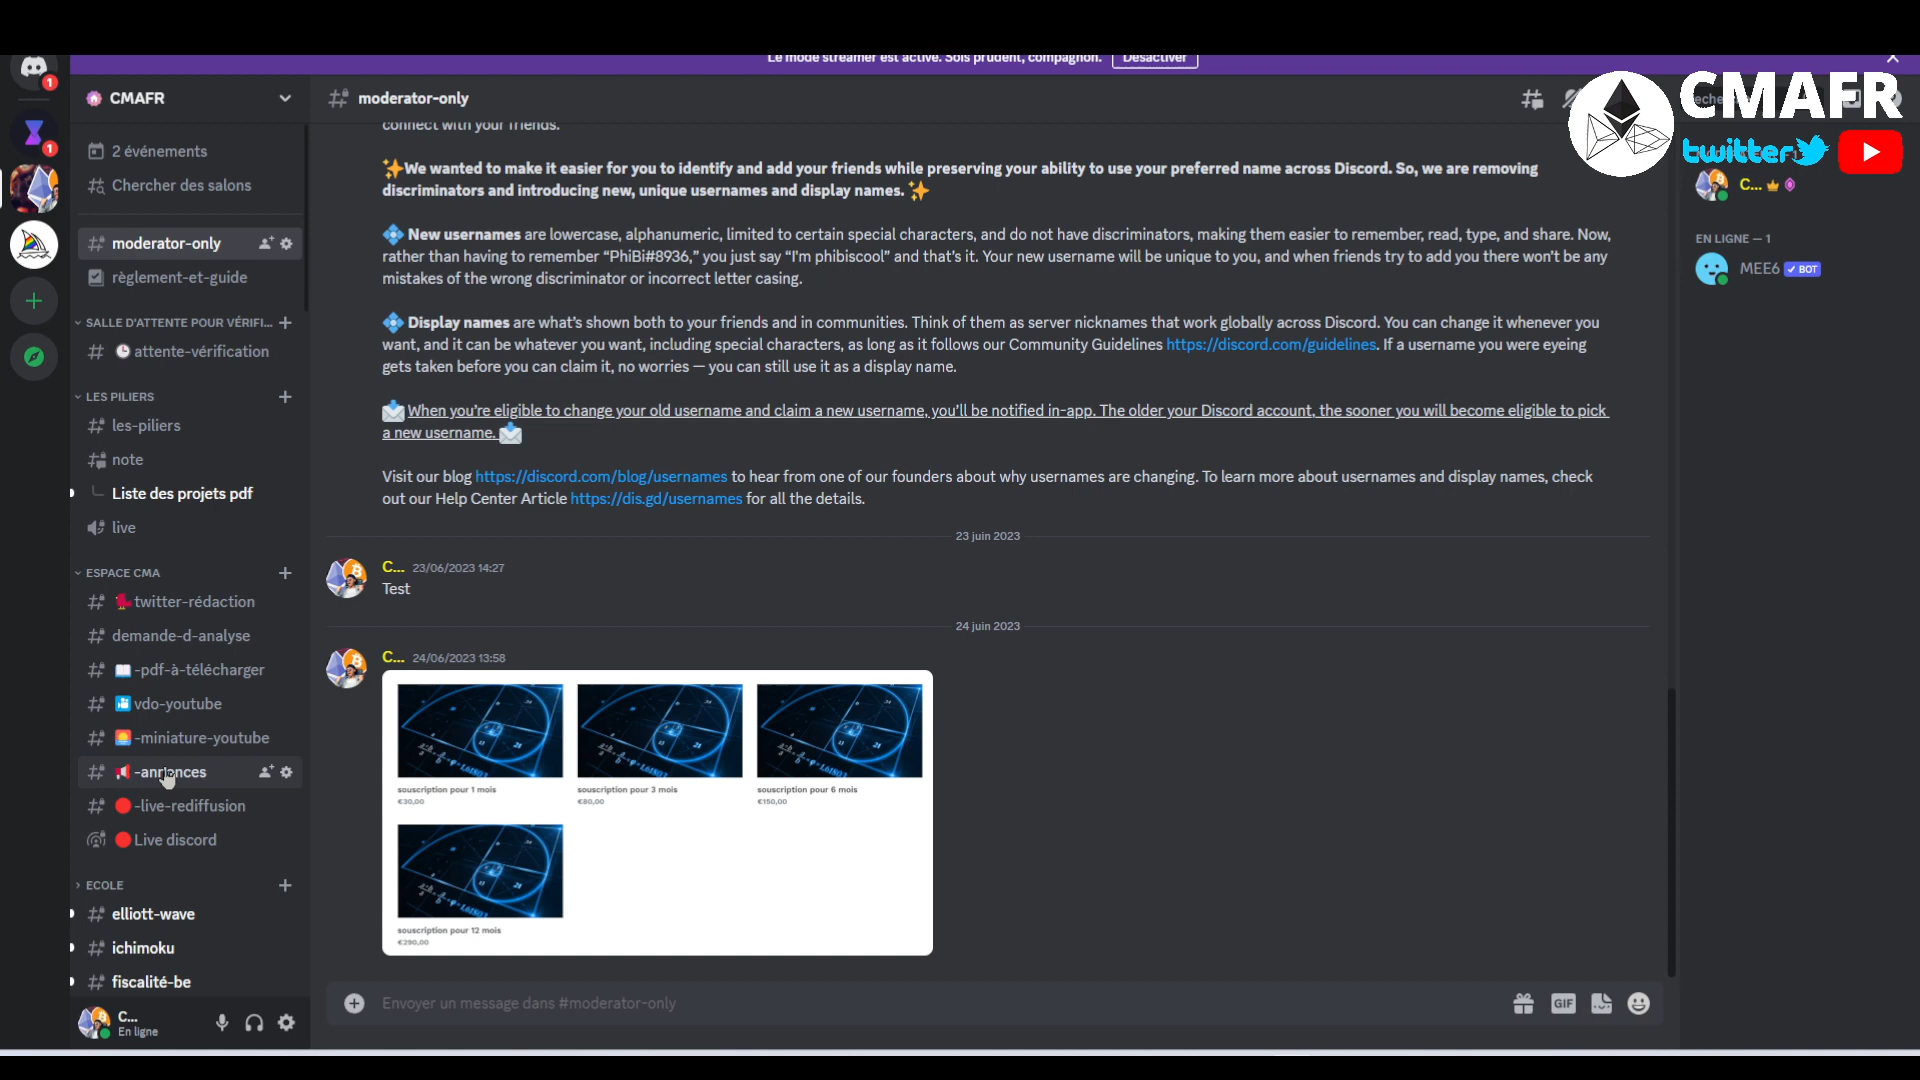 Le mode streamer est activé. Sois prudent, compagnon. Désactiver
1
1
CMAFR
2 événements
Chercher des salons
moderator-only
règlement-et-guide
SALLE D'ATTENTE POUR VÉRIFI...
attente-vérification
LES PILIERS
les-piliers
note
Liste des projets pdf
live
ESPACE CMA
twitter-rédaction
demande-d-analyse
-pdf-à-télécharger
vdo-youtube
-miniature-youtube
-annonces
-live-rediffusion
Live discord
ECOLE
elliott-wave
ichimoku
fiscalité-be
C...
En ligne
moderator-only
connect with your friends.
We wanted to make it easier for you to identify and add your friends while preserving your ability to use your preferred name across Discord. So, we are removing
discriminators and introducing new, unique usernames and display names.
New usernames are lowercase, alphanumeric, limited to certain special characters, and do not have discriminators, making them easier to remember, read, type, and share. Now,
rather than having to remember “PhiBi#8936,” you just say “I'm phibiscool” and that's it. Your new username will be unique to you, and when friends try to add you there won't be any
mistakes of the wrong discriminator or incorrect letter casing.
Display names are what's shown both to your friends and in communities. Think of them as server nicknames that work globally across Discord. You can change it whenever you
want, and it can be whatever you want, including special characters, as long as it follows our Community Guidelines https://discord.com/guidelines. If a username you were eyeing
gets taken before you can claim it, no worries — you can still use it as a display name.
When you're eligible to change your old username and claim a new username, you'll be notified in-app. The older your Discord account, the sooner you will become eligible to pick
a new username.
Visit our blog https://discord.com/blog/usernames to hear from one of our founders about why usernames are changing. To learn more about usernames and display names, check
out our Help Center Article https://dis.gd/usernames for all the details.
23 juin 2023
C... 23/06/2023 14:27
Test
24 juin 2023
C... 24/06/2023 13:58
souscription pour 1 mois
€30,00
souscription pour 3 mois
€80,00
souscription pour 6 mois
€150,00
souscription pour 12 mois
€290,00
Envoyer un message dans #moderator-only
GIF
CMAFR
twitter
C...
EN LIGNE — 1
MEE6 BOT